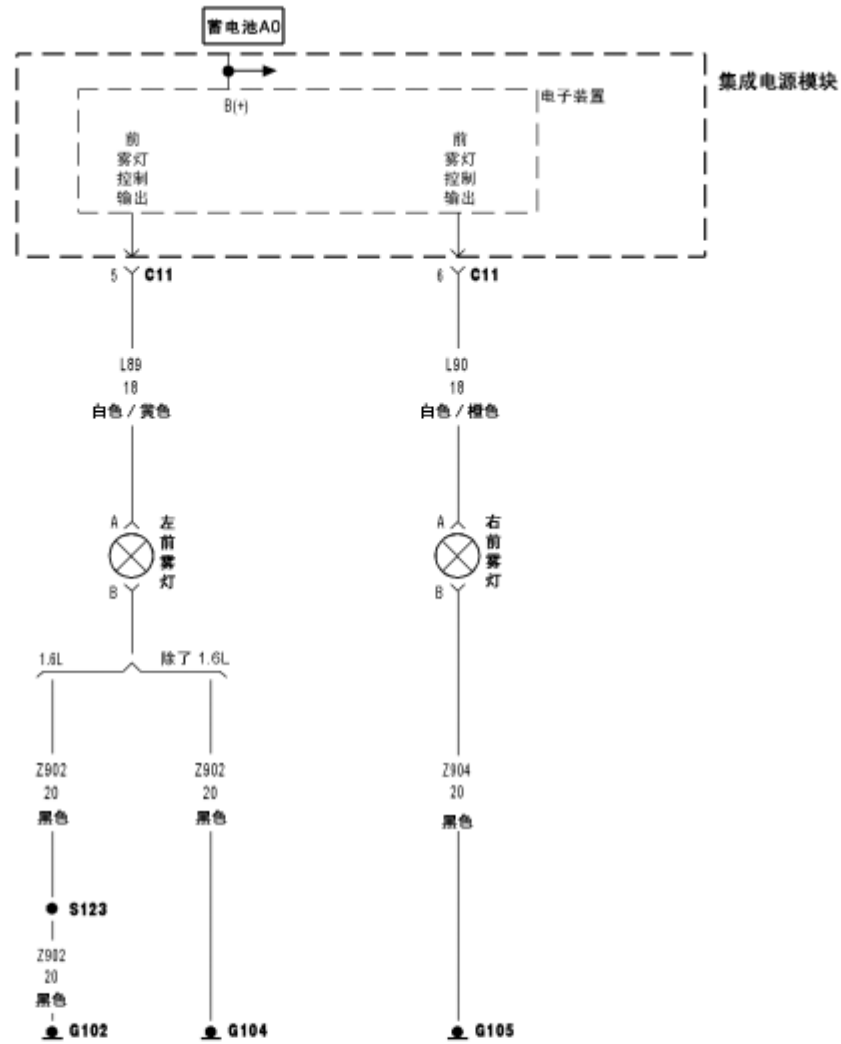 蓄电池A0
集成电源模块
B(+)
电子装置
前
雾灯
控制
输出
前
雾灯
控制
输出
5
C11
6
C11
L89
18
白色 / 黄色
L90
18
白色 / 橙色
A
左前雾灯
B
A
右前雾灯
B
1.6L
除了 1.6L
Z902
20
黑色
Z902
20
黑色
Z904
20
黑色
S123
Z902
20
黑色
G102
G104
G105